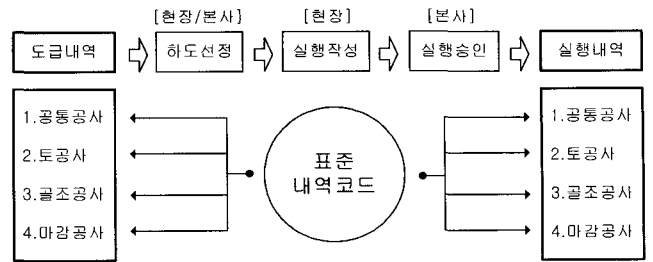 [현장/본사] [현장] [본사]
도급내역 하도선정 실행작성 실행승인 실행내역
1.공통공사
2.토공사
3.골조공사
4.마감공사
표준
내역코드
1.공통공사
2.토공사
3.골조공사
4.마감공사